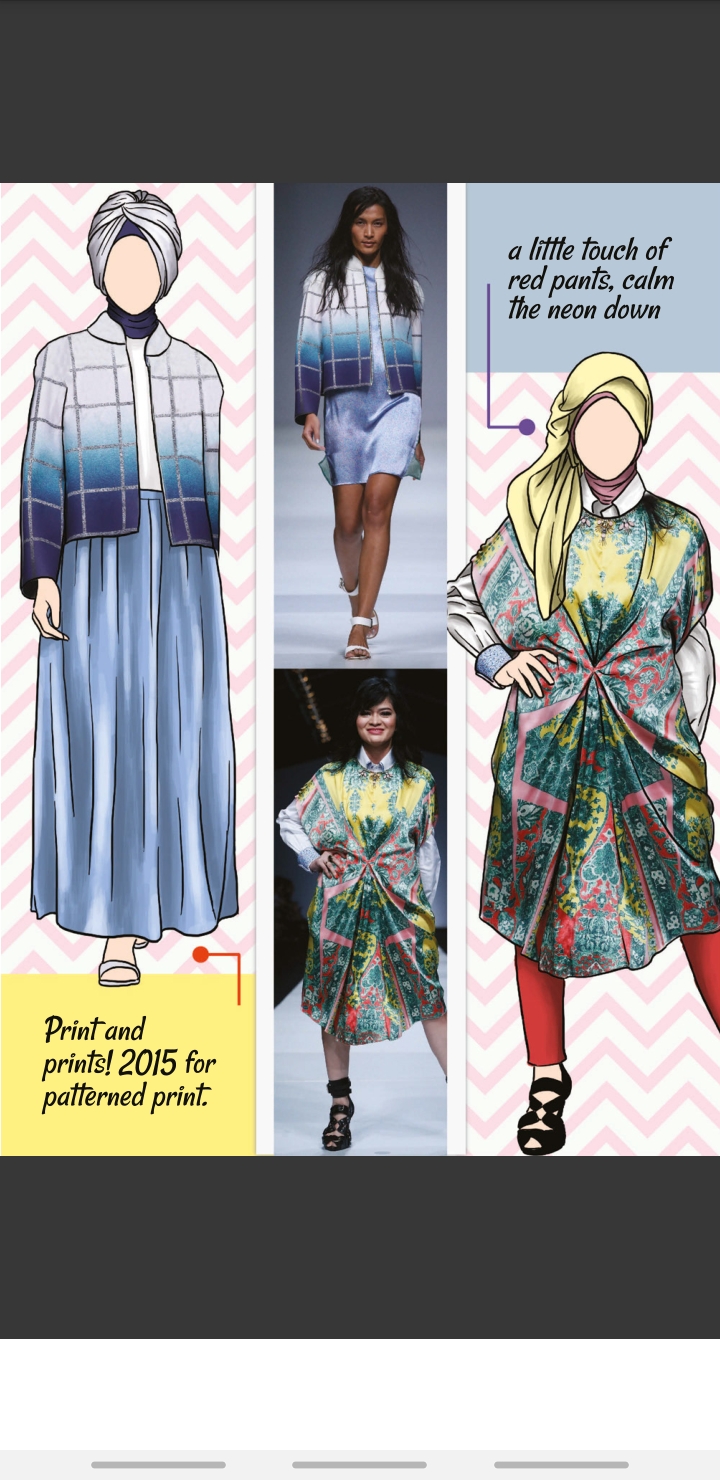 a little touch of
red pants, calm
the neon down
Print and
prints! 2015 for
patterned print.